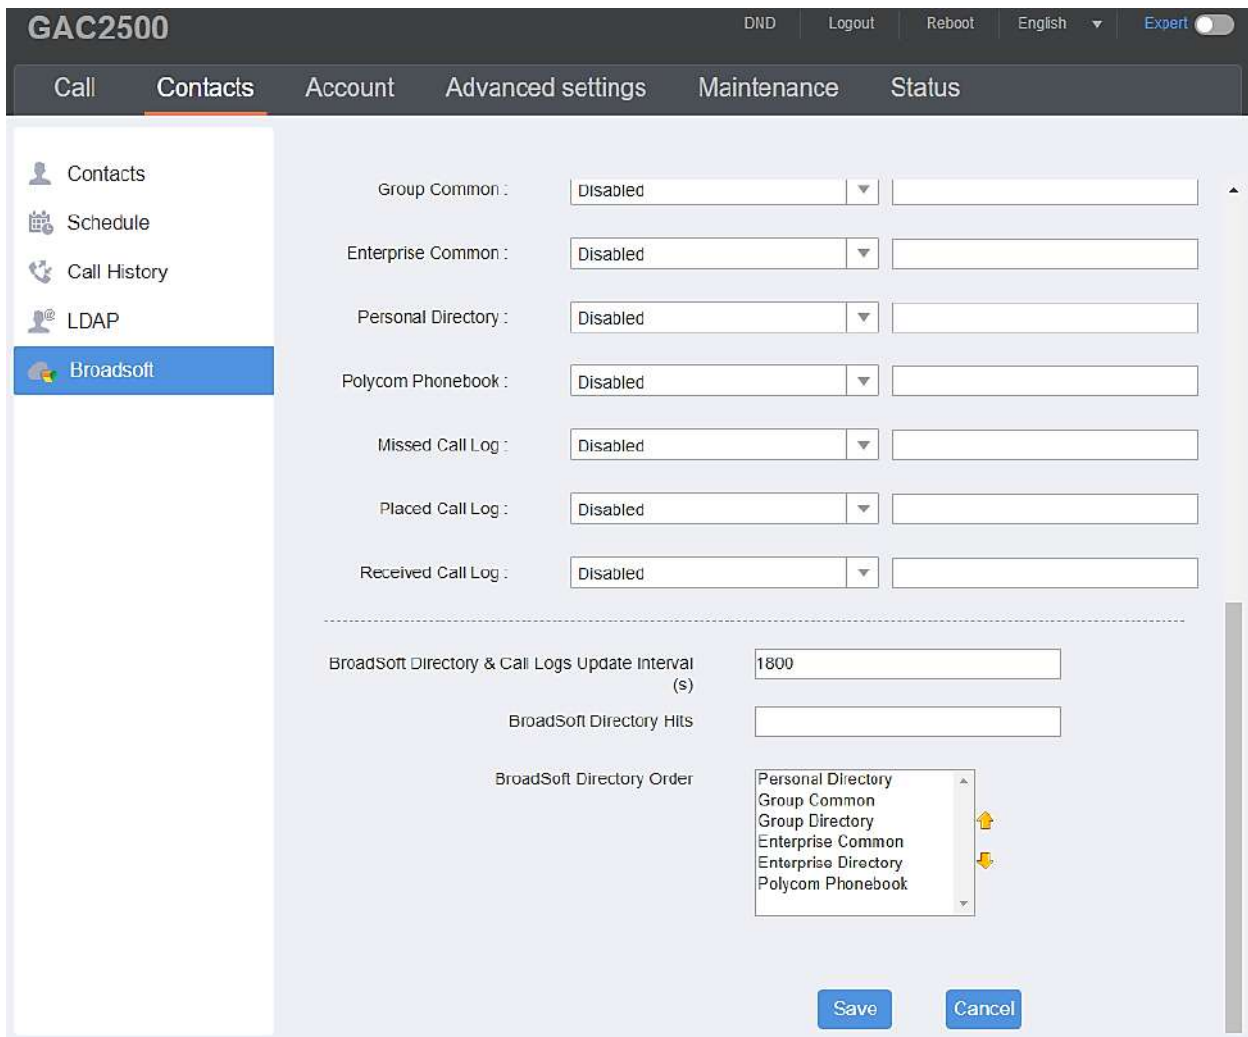 GAC2500
DND Logout Reboot English Expert
Call Contacts Account Advanced settings Maintenance Status
Contacts
Schedule
Call History
LDAP
Broadsoft
Group Common : Disabled
Enterprise Common : Disabled
Personal Directory : Disabled
Polycom Phonebook : Disabled
Missed Call Log : Disabled
Placed Call Log : Disabled
Received Call Log : Disabled
BroadSoft Directory & Call Logs Update Interval
(s)
1800
BroadSoft Directory Hits
BroadSoft Directory Order
Personal Directory
Group Common
Group Directory
Enterprise Common
Enterprise Directory
Polycom Phonebook
Save Cancel